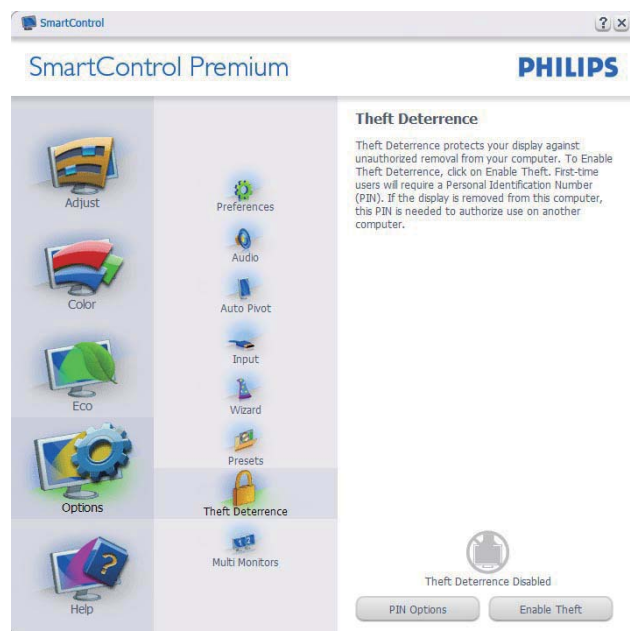 SmartControl
? ×
SmartControl Premium
PHILIPS
Adjust
Color
Eco
Options
Help
Preferences
Audio
Auto Pivot
Input
Wizard
Presets
Theft Deterrence
Multi Monitors
Theft Deterrence
Theft Deterrence protects your display against
unauthorized removal from your computer. To Enable
Theft Deterrence, click on Enable Theft. First-time
users will require a Personal Identification Number
(PIN). If the display is removed from this computer,
this PIN is needed to authorize use on another
computer.
Theft Deterrence Disabled
PIN Options
Enable Theft